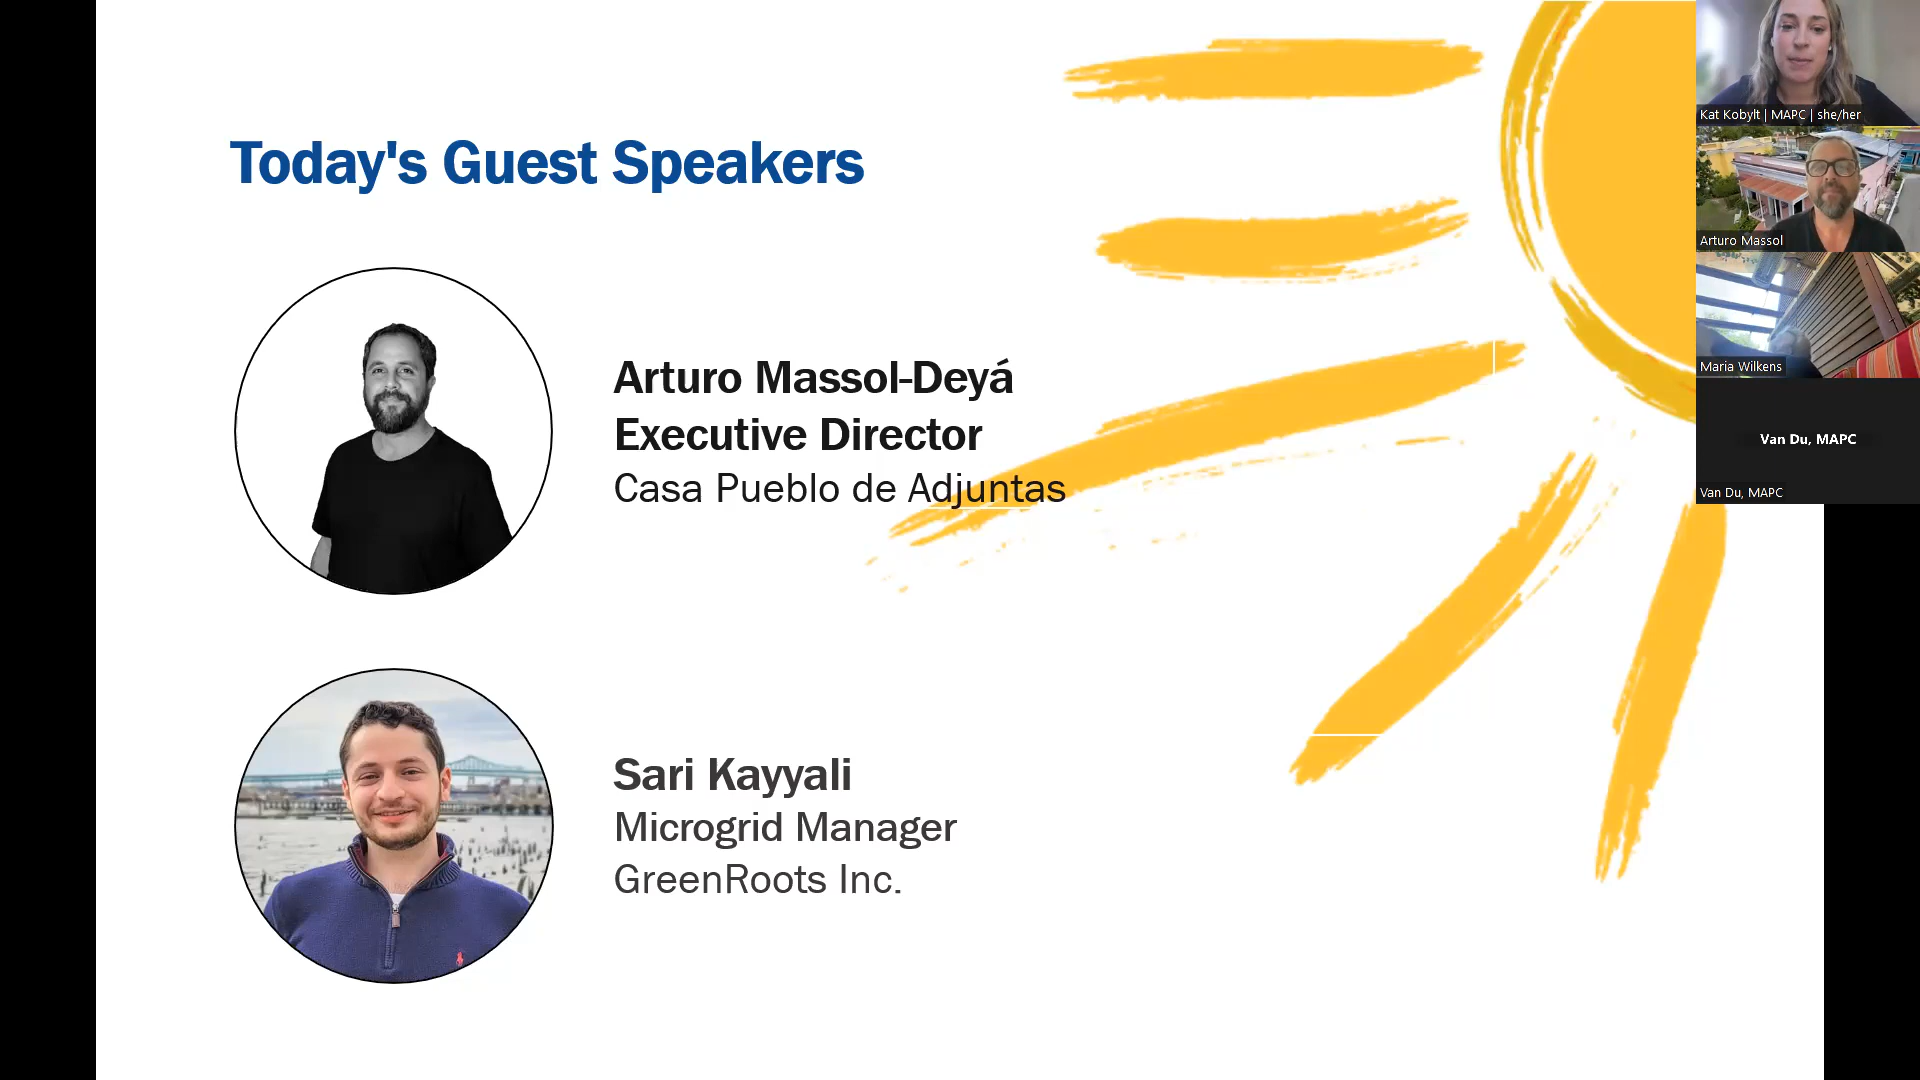 Today's Guest Speakers
Arturo Massol-Deyá
Executive Director
Casa Pueblo de Adjuntas
Sari Kayyali
Microgrid Manager
GreenRoots Inc.
Kat Kobylt | MAPC | she/her
Arturo Massol
Maria Wilkens
Van Du, MAPC
Van Du, MAPC